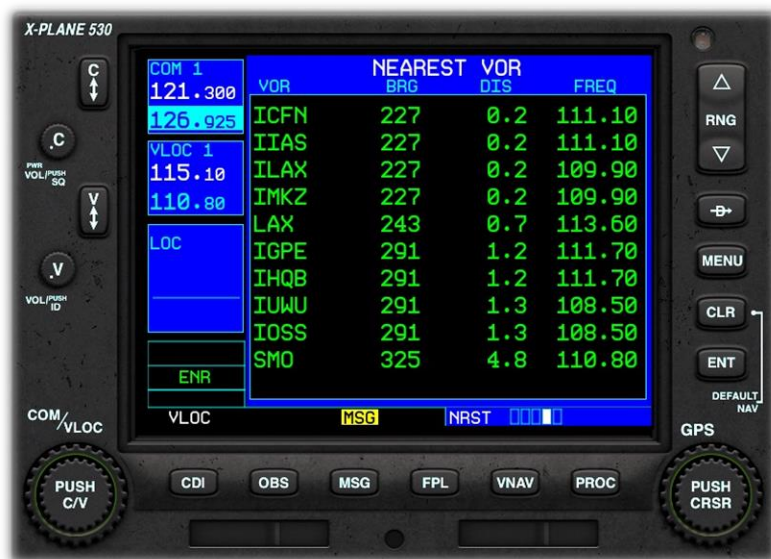 X-PLANE 530
C
.C
PWR
VOL/PUSH SQ
V
.V
VOL/PUSH ID
COM/VLOC
PUSH C/V
COM 1
121.300
126.925
VLOC 1
115.10
110.80
LOC
ENR
VLOC
NEAREST VOR
VOR BRG DIS FREQ
ICFN 227 0.2 111.10
IIAS 227 0.2 111.10
ILAX 227 0.2 109.90
IMKZ 227 0.2 109.90
LAX 243 0.7 113.60
IGPE 291 1.2 111.70
IHQB 291 1.2 111.70
IUWU 291 1.3 108.50
IOSS 291 1.3 108.50
SMO 325 4.8 110.80
MSG
NRST
RNG
D
MENU
CLR
ENT
DEFAULT
NAV
GPS
PUSH
CRSR
CDI OBS MSG FPL VNAV PROC